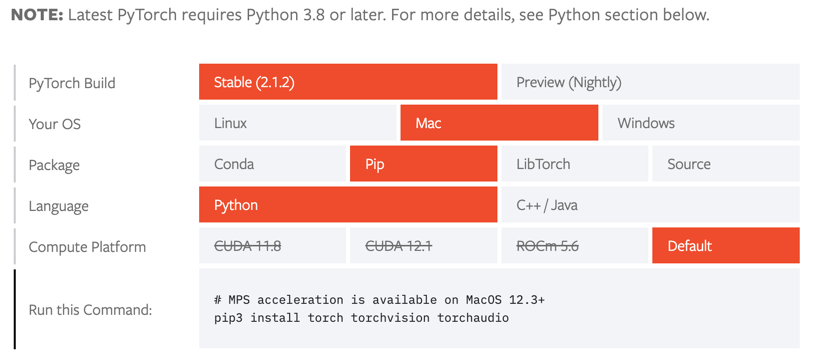 NOTE: Latest PyTorch requires Python 3.8 or later. For more details, see Python section below.
PyTorch Build Stable (2.1.2) Preview (Nightly)
Your OS Linux Mac Windows
Package Conda Pip LibTorch Source
Language Python C++ / Java
Compute Platform CUDA 11.8 CUDA 12.1 ROCm 5.6 Default
Run this Command:
# MPS acceleration is available on MacOS 12.3+
pip3 install torch torchvision torchaudio